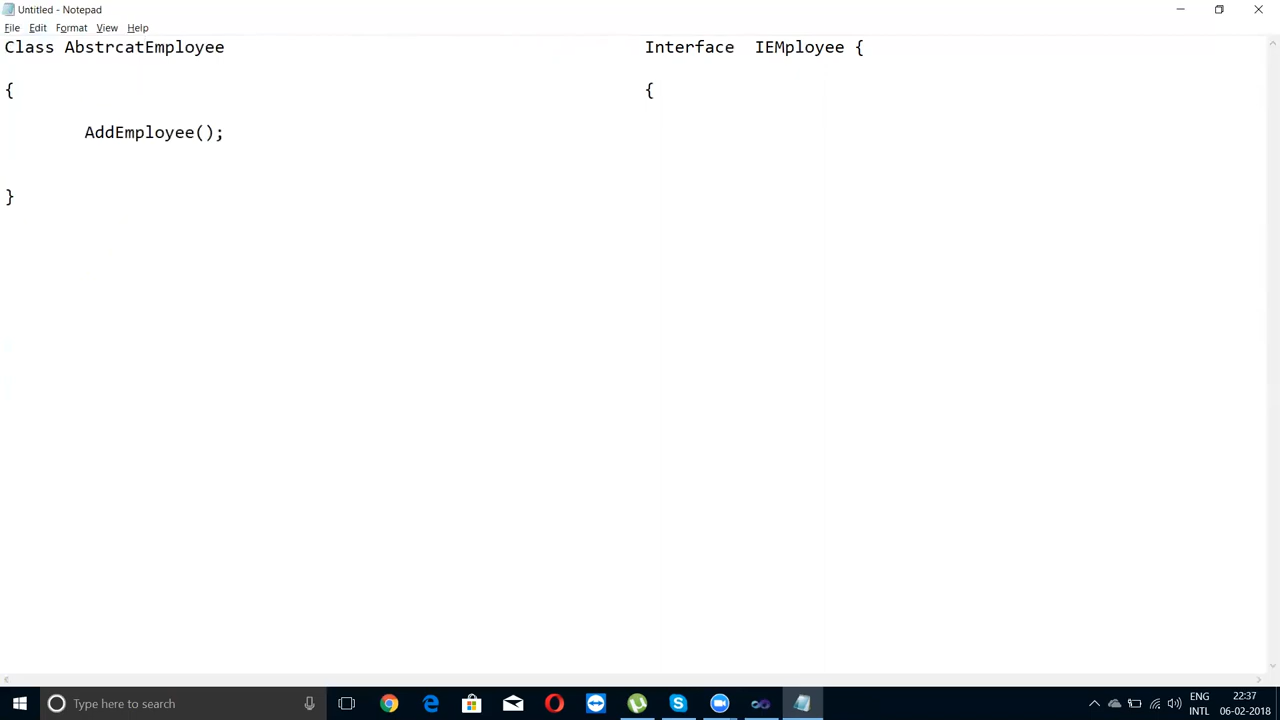 Untitled - Notepad
File Edit Format View Help
Class AbstrcatEmployee Interface IEMployee {
{ {
AddEmployee();
}
Type here to search
ENG 22:37
INTL 06-02-2018